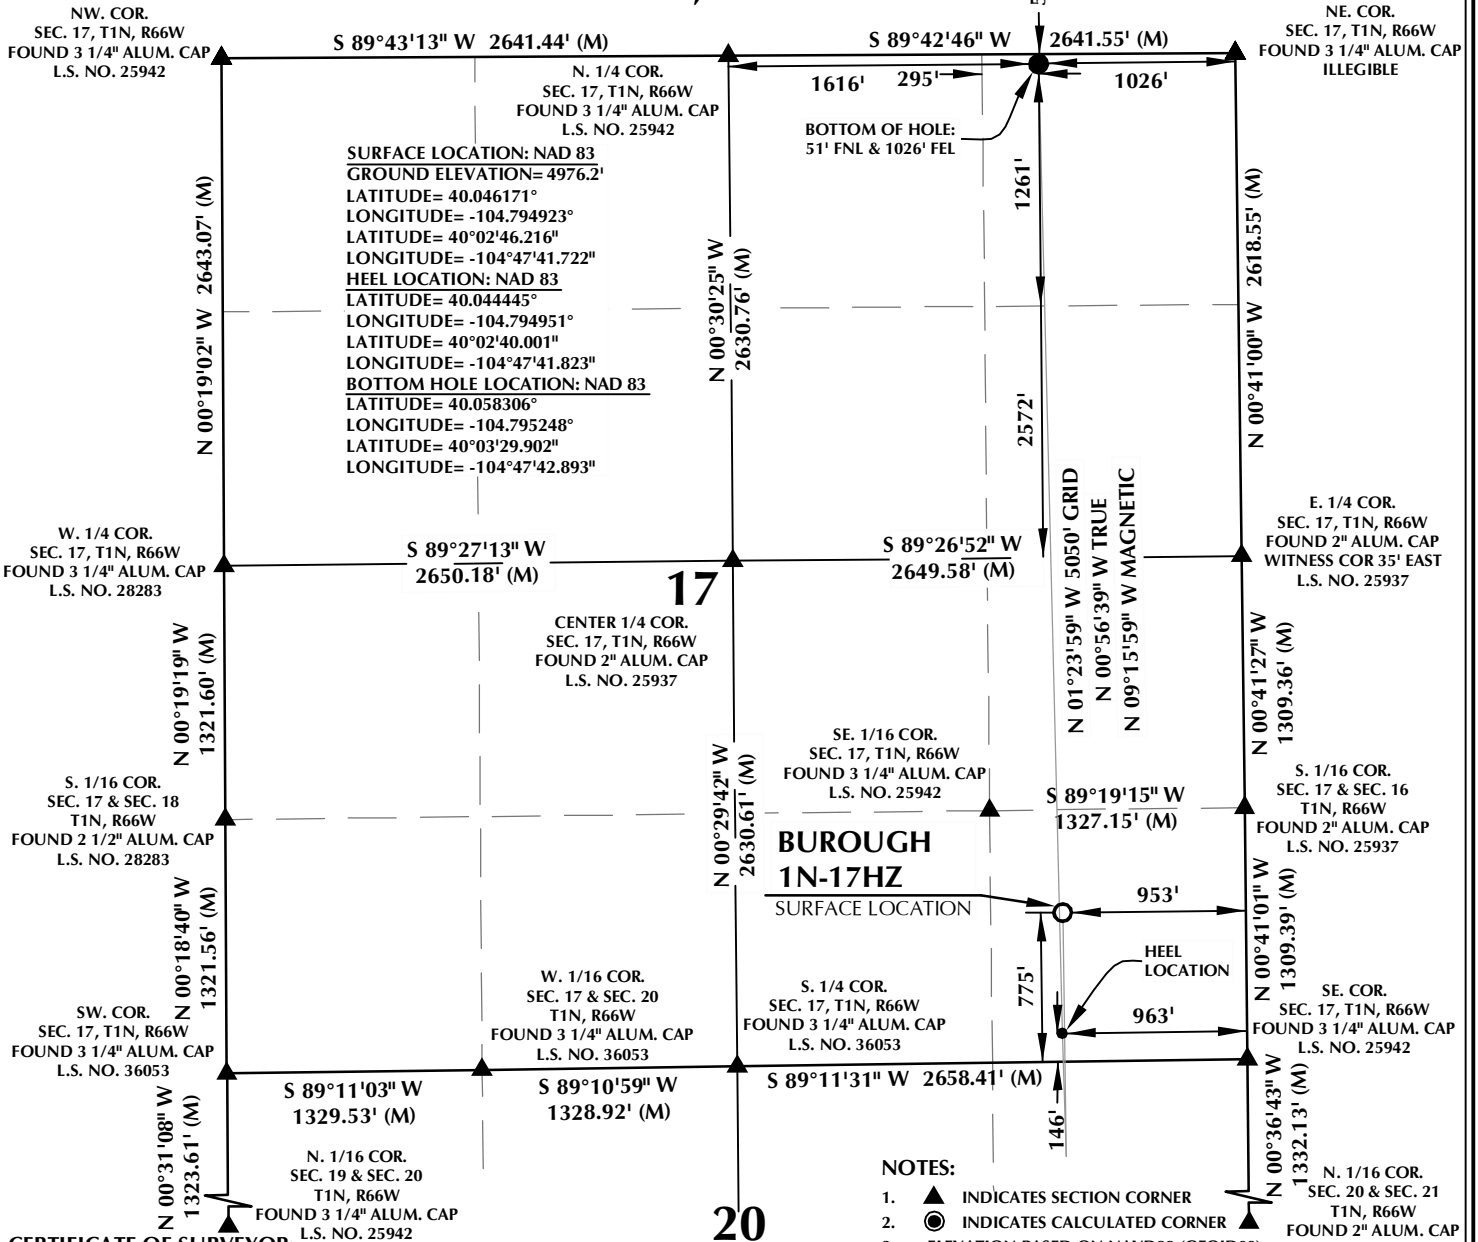 NW. COR.
SEC. 17, T1N, R66W
FOUND 3 1/4" ALUM. CAP
L.S. NO. 25942
S 89°43'13" W 2641.44' (M)
N. 1/4 COR.
SEC. 17, T1N, R66W
FOUND 3 1/4" ALUM. CAP
L.S. NO. 25942
S 89°42'46" W 2641.55' (M)
NE. COR.
SEC. 17, T1N, R66W
FOUND 3 1/4" ALUM. CAP
ILLEGIBLE
1616'
295'
1026'
BOTTOM OF HOLE:
51' FNL & 1026' FEL
SURFACE LOCATION: NAD 83
GROUND ELEVATION= 4976.2'
LATITUDE= 40.046171°
LONGITUDE= -104.794923°
LATITUDE= 40°02'46.216"
LONGITUDE= -104°47'41.722"
HEEL LOCATION: NAD 83
LATITUDE= 40.044445°
LONGITUDE= -104.794951°
LATITUDE= 40°02'40.001"
LONGITUDE= -104°47'41.823"
BOTTOM HOLE LOCATION: NAD 83
LATITUDE= 40.058306°
LONGITUDE= -104.795248°
LATITUDE= 40°03'29.902"
LONGITUDE= -104°47'42.893"
N 00°19'02" W 2643.07' (M)
N 00°30'25" W
2630.76' (M)
1261'
2572'
N 00°41'00" W 2618.55' (M)
W. 1/4 COR.
SEC. 17, T1N, R66W
FOUND 3 1/4" ALUM. CAP
L.S. NO. 28283
S 89°27'13" W
2650.18' (M)
17
S 89°26'52" W
2649.58' (M)
E. 1/4 COR.
SEC. 17, T1N, R66W
FOUND 2" ALUM. CAP
WITNESS COR 35' EAST
L.S. NO. 25937
CENTER 1/4 COR.
SEC. 17, T1N, R66W
FOUND 2" ALUM. CAP
L.S. NO. 25937
N 01°23'59" W 5050' GRID
N 00°56'39" W TRUE
N 09°15'59" W MAGNETIC
N 00°19'19" W
1321.60' (M)
N 00°41'27" W
1309.36' (M)
S. 1/16 COR.
SEC. 17 & SEC. 18
T1N, R66W
FOUND 2 1/2" ALUM. CAP
L.S. NO. 28283
N 00°29'42" W
2630.61' (M)
SE. 1/16 COR.
SEC. 17, T1N, R66W
FOUND 3 1/4" ALUM. CAP
L.S. NO. 25942
S 89°19'15" W
1327.15' (M)
S. 1/16 COR.
SEC. 17 & SEC. 16
T1N, R66W
FOUND 2" ALUM. CAP
L.S. NO. 25937
BUROUGH
1N-17HZ
SURFACE LOCATION
953'
775'
HEEL
LOCATION
963'
N 00°18'40" W
1321.56' (M)
N 00°41'01" W
1309.39' (M)
SW. COR.
SEC. 17, T1N, R66W
FOUND 3 1/4" ALUM. CAP
L.S. NO. 36053
W. 1/16 COR.
SEC. 17 & SEC. 20
T1N, R66W
FOUND 3 1/4" ALUM. CAP
L.S. NO. 36053
S. 1/4 COR.
SEC. 17, T1N, R66W
FOUND 3 1/4" ALUM. CAP
L.S. NO. 36053
SE. COR.
SEC. 17, T1N, R66W
FOUND 3 1/4" ALUM. CAP
L.S. NO. 25942
S 89°11'03" W
1329.53' (M)
S 89°10'59" W
1328.92' (M)
S 89°11'31" W 2658.41' (M)
146'
N 00°31'08" W
1323.61' (M)
N 00°36'43" W
1332.13' (M)
N. 1/16 COR.
SEC. 19 & SEC. 20
T1N, R66W
FOUND 3 1/4" ALUM. CAP
L.S. NO. 25942
20
NOTES:
1. INDICATES SECTION CORNER
2. INDICATES CALCULATED CORNER
N. 1/16 COR.
SEC. 20 & SEC. 21
T1N, R66W
FOUND 2" ALUM. CAP
CERTIFICATE OF SURVEYOR